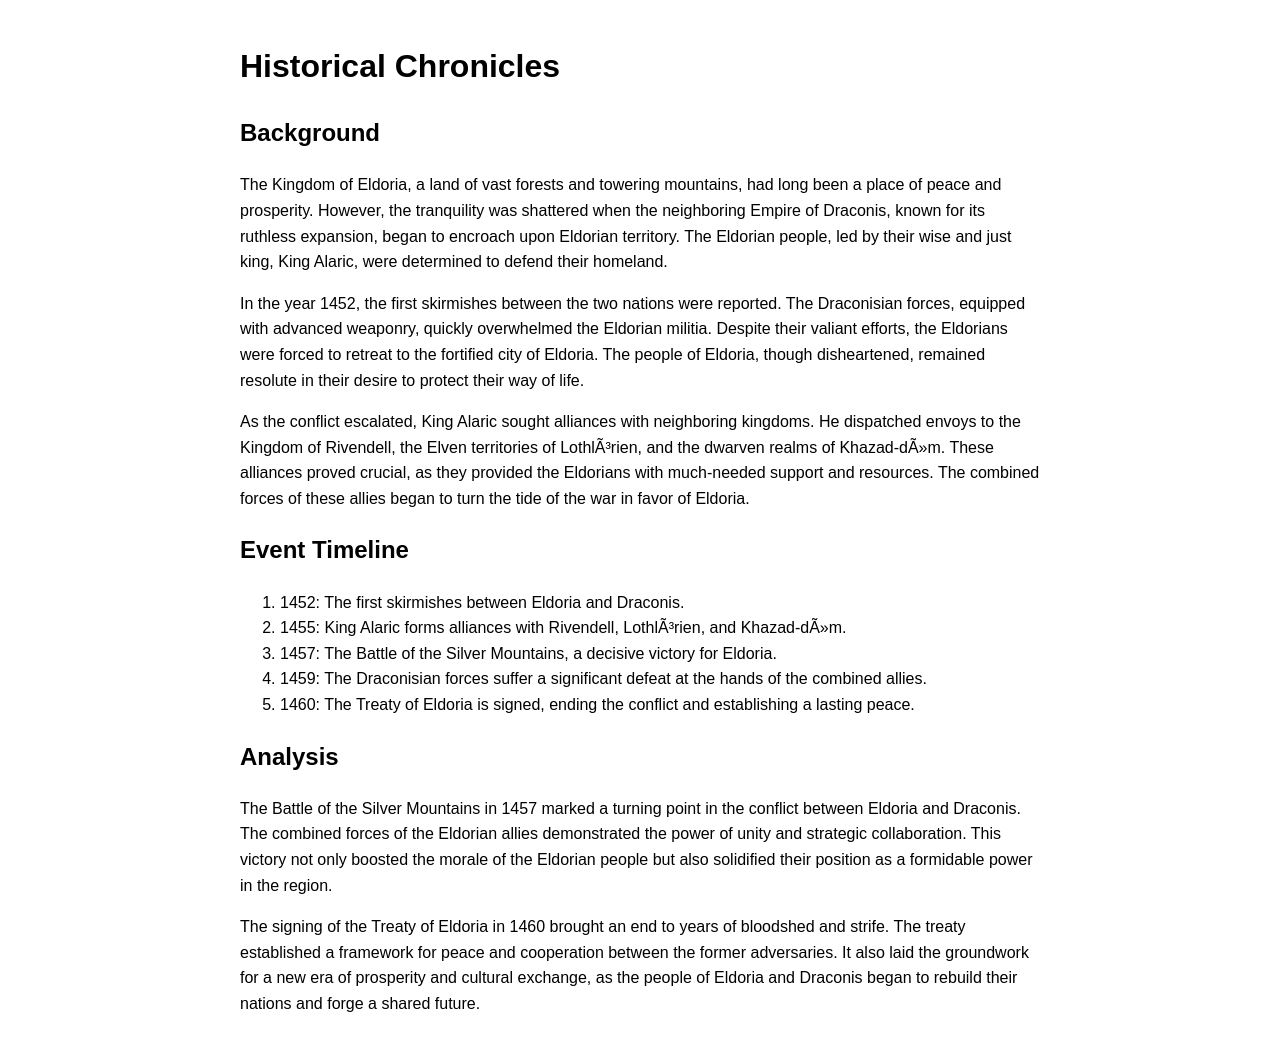 Historical Chronicles
Background
The Kingdom of Eldoria, a land of vast forests and towering mountains, had long been a place of peace and
prosperity. However, the tranquility was shattered when the neighboring Empire of Draconis, known for its
ruthless expansion, began to encroach upon Eldorian territory. The Eldorian people, led by their wise and just
king, King Alaric, were determined to defend their homeland.
In the year 1452, the first skirmishes between the two nations were reported. The Draconisian forces, equipped
with advanced weaponry, quickly overwhelmed the Eldorian militia. Despite their valiant efforts, the Eldorians
were forced to retreat to the fortified city of Eldoria. The people of Eldoria, though disheartened, remained
resolute in their desire to protect their way of life.
As the conflict escalated, King Alaric sought alliances with neighboring kingdoms. He dispatched envoys to the
Kingdom of Rivendell, the Elven territories of LothlÃ³rien, and the dwarven realms of Khazad-dÃ»m. These
alliances proved crucial, as they provided the Eldorians with much-needed support and resources. The combined
forces of these allies began to turn the tide of the war in favor of Eldoria.
Event Timeline
1. 1452: The first skirmishes between Eldoria and Draconis.
2. 1455: King Alaric forms alliances with Rivendell, LothlÃ³rien, and Khazad-dÃ»m.
3. 1457: The Battle of the Silver Mountains, a decisive victory for Eldoria.
4. 1459: The Draconisian forces suffer a significant defeat at the hands of the combined allies.
5. 1460: The Treaty of Eldoria is signed, ending the conflict and establishing a lasting peace.
Analysis
The Battle of the Silver Mountains in 1457 marked a turning point in the conflict between Eldoria and Draconis.
The combined forces of the Eldorian allies demonstrated the power of unity and strategic collaboration. This
victory not only boosted the morale of the Eldorian people but also solidified their position as a formidable power
in the region.
The signing of the Treaty of Eldoria in 1460 brought an end to years of bloodshed and strife. The treaty
established a framework for peace and cooperation between the former adversaries. It also laid the groundwork
for a new era of prosperity and cultural exchange, as the people of Eldoria and Draconis began to rebuild their
nations and forge a shared future.